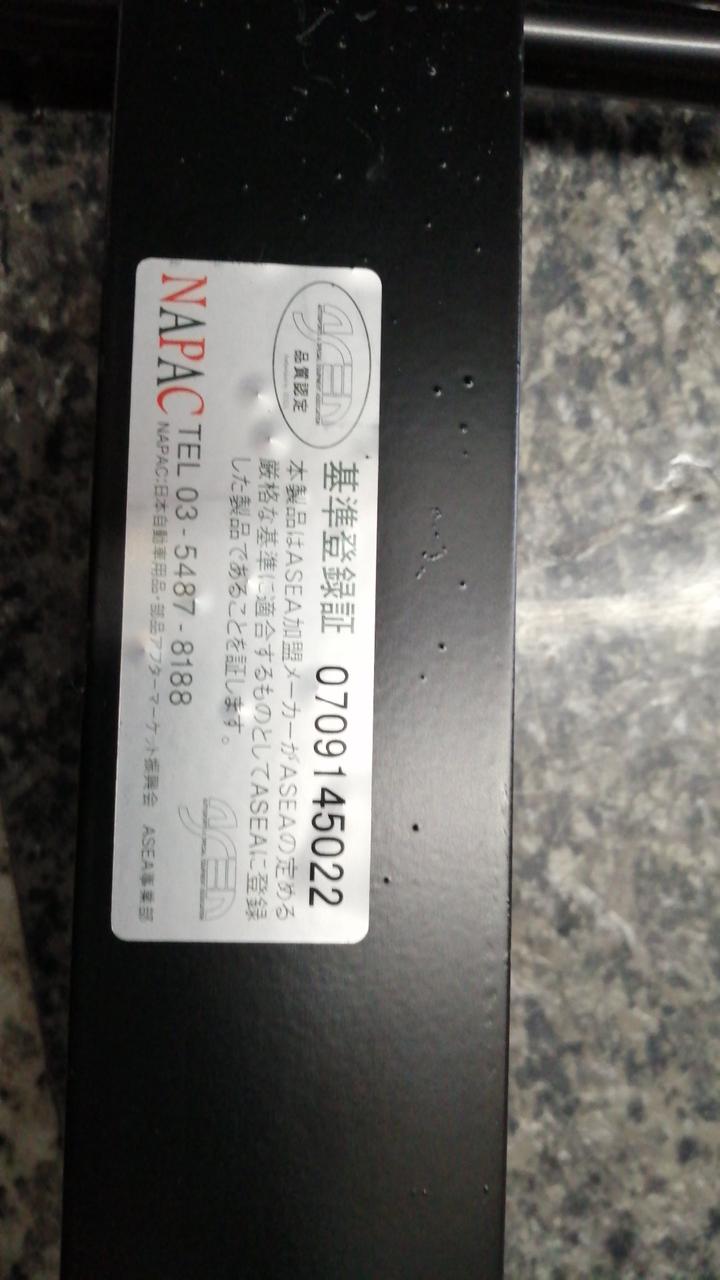 ASEA
品質認定
基準登録証 0709145022
本製品はASEA加盟メーカーがASEAの定める
厳格な基準に適合するものとしてASEAに登録
した製品であることを証します。
ASEA
NAPAC TEL 03-5487-8188
NAPAC:日本自動車用品・部品アフターマーケット振興会 ASEA事業部